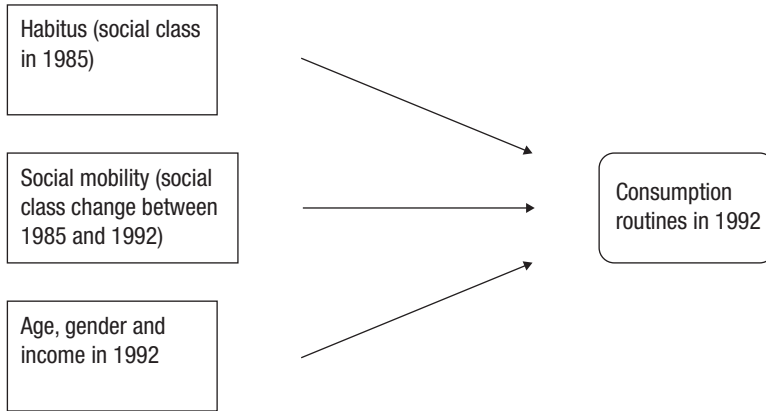 Habitus (social class
in 1985)
Social mobility (social
class change between
1985 and 1992)
Age, gender and
income in 1992
Consumption
routines in 1992